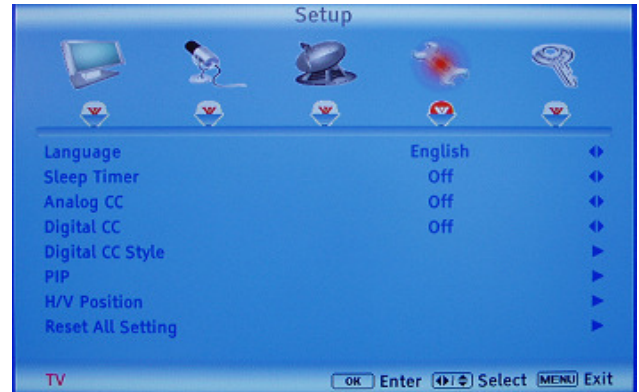 Setup
Language English
Sleep Timer Off
Analog CC Off
Digital CC Off
Digital CC Style
PIP
H/V Position
Reset All Setting
TV OK Enter Select MENU Exit